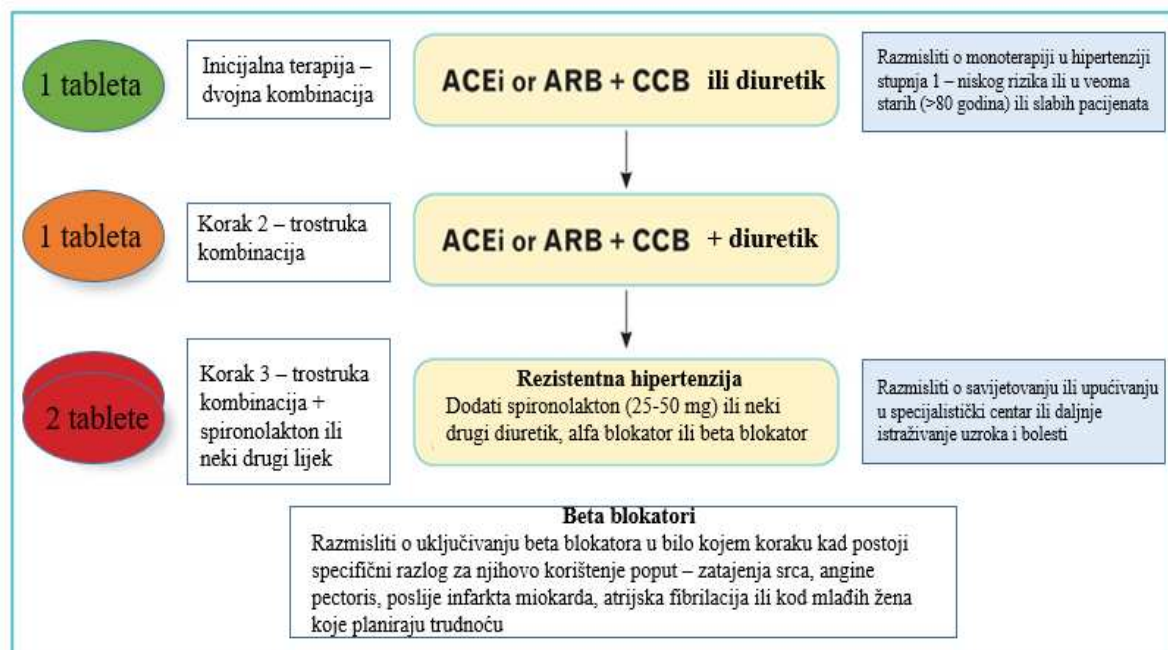 1 tableta
Inicijalna terapija –
dvojna kombinacija
ACEi or ARB + CCB ili diuretik
Razmisliti o monoterapiji u hipertenziji
stupnja 1 – niskog rizika ili u veoma
starih (>80 godina) ili slabih pacijenata
1 tableta
Korak 2 – trostruka
kombinacija
ACEi or ARB + CCB + diuretik
2 tablete
Korak 3 – trostruka
kombinacija +
spironolakton ili
neki drugi lijek
Rezistentna hipertenzija
Dodati spironolakton (25-50 mg) ili neki
drugi diuretik, alfa blokator ili beta blokator
Razmisliti o savijetovanju ili upućivanju
u specijalistički centar ili daljnje
istraživanje uzroka i bolesti
Beta blokatori
Razmisliti o uključivanju beta blokatora u bilo kojem koraku kad postoji
specifični razlog za njihovo korištenje poput – zatajenja srca, angine
pectoris, poslije infarkta miokarda, atrijska fibrilacija ili kod mlađih žena
koje planiraju trudnoću